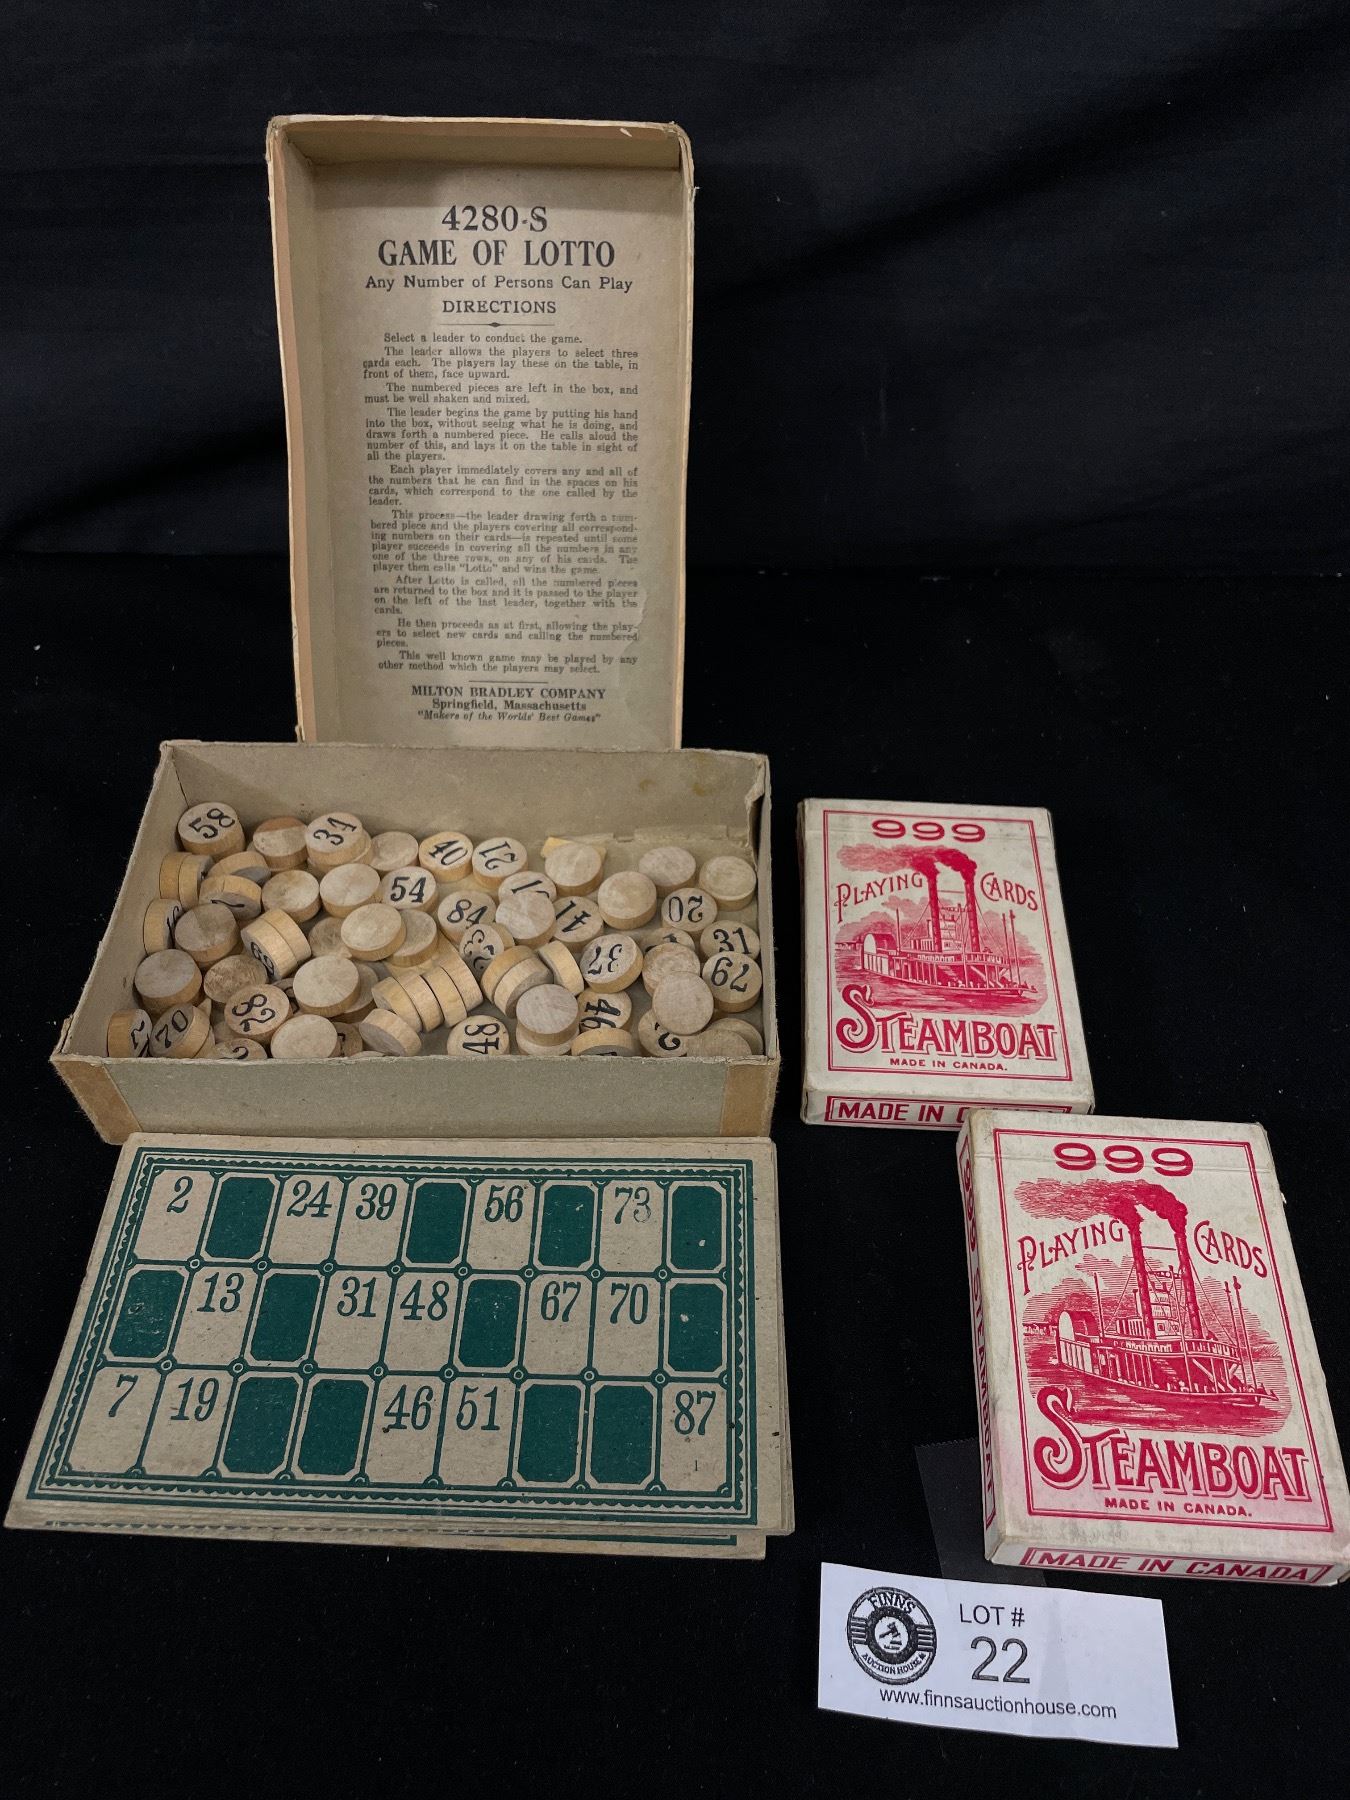 4280-S
GAME OF LOTTO
Any Number of Persons Can Play
DIRECTIONS
Select a leader to conduct the game.
The leader allows the players to select three
cards each. The players lay these on the table, in
front of them, face upward.
The numbered pieces are left in the box, and
must be well shaken and mixed.
The leader begins the game by putting his hand
into the box, without seeing what he is doing, and
draws forth a numbered piece. He calls aloud the
number of this, and lays it on the table in sight of
all the players.
Each player immediately covers any and all of
the numbers that he can find in the spaces on his
cards, which correspond to the one called by the
leader.
This process—the leader drawing forth a num-
bered piece and the players covering all correspond-
ing numbers on their cards—is repeated until some
player succeeds in covering all the numbers in any
one of the three rows, on any of his cards. The
player then calls "Lotto" and wins the game.
After Lotto is called, all the numbered pieces
are returned to the box and it is passed to the player
on the left of the last leader, together with the
cards.
He then proceeds as at first, allowing the play-
ers to select new cards and calling the numbered
pieces.
This well known game may be played by any
other method which the players may select.
MILTON BRADLEY COMPANY
Springfield, Massachusetts
"Makers of the Worlds' Best Games"
58
34
40
21
54
84
20
37
31
79
28
70
46
48
2 24 39 56 73
13 31 48 67 70
7 19 46 51 87
1
999
PLAYING CARDS
STEAMBOAT
MADE IN CANADA.
MADE IN
999
PLAYING CARDS
STEAMBOAT
MADE IN CANADA.
MADE IN CANADA
999 STEAMBOAT
FINNS
AUCTION HOUSE
LOT #
22
www.finnsauctionhouse.com